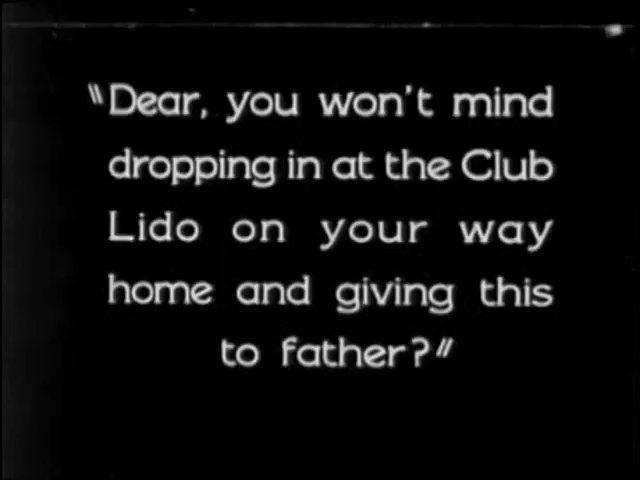 "Dear, you won't mind
dropping in at the Club
Lido on your way
home and giving this
to father?"